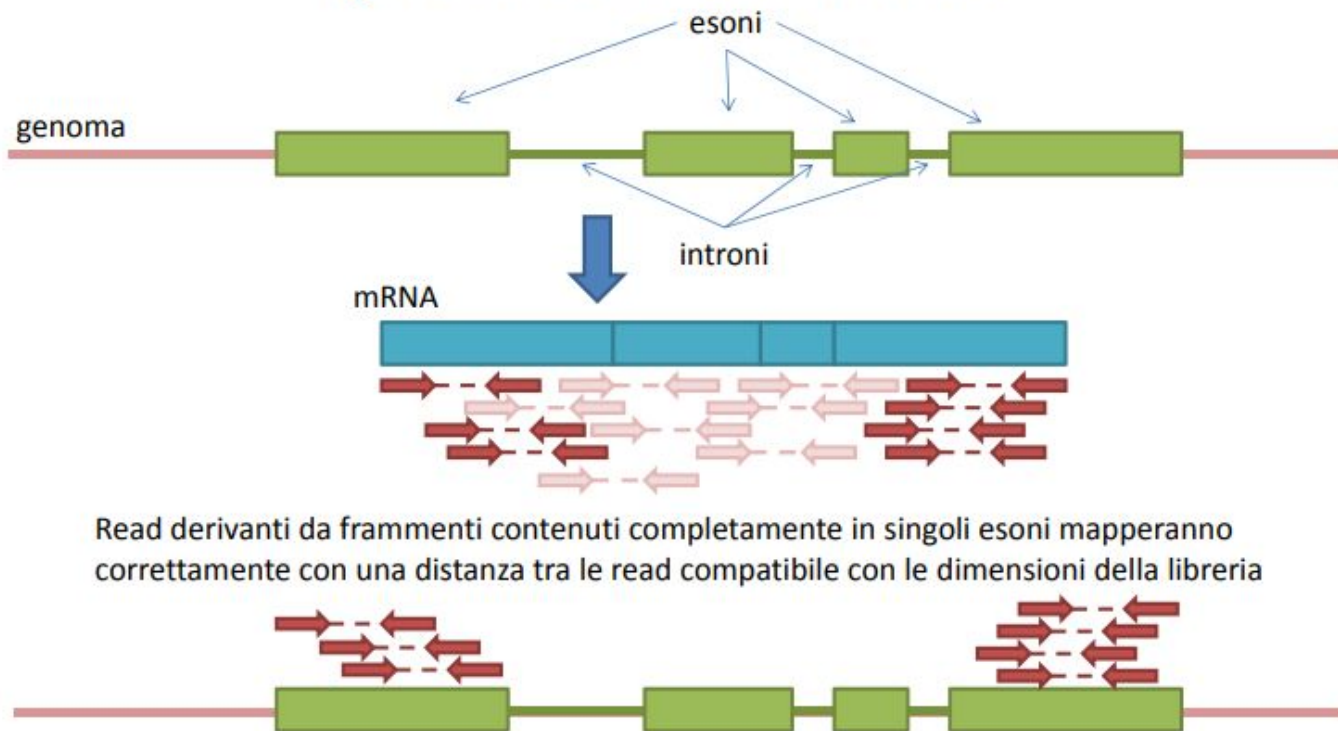 esoni
genoma
introni
mRNA
Read derivanti da frammenti contenuti completamente in singoli esoni mapperanno
correttamente con una distanza tra le read compatibile con le dimensioni della libreria